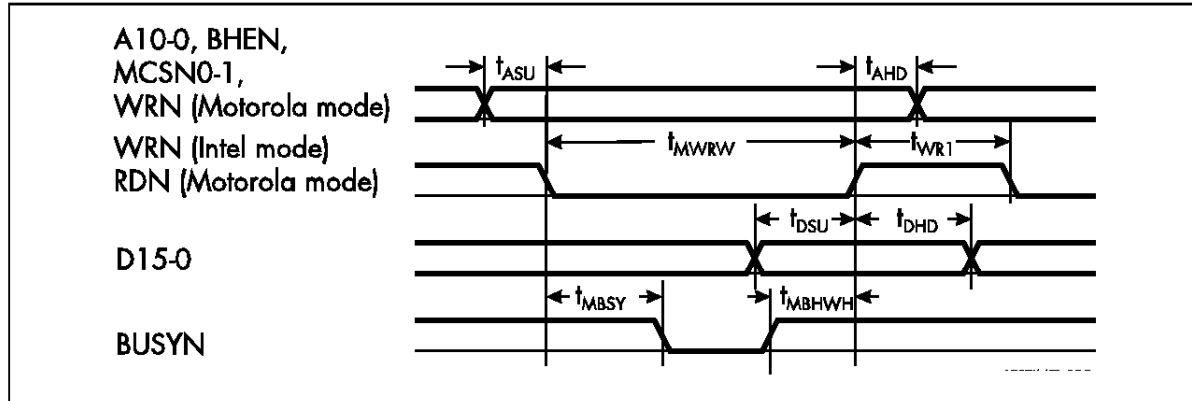 A10-0, BHEN,
MCSN0-1,
WRN (Motorola mode)
WRN (Intel mode)
RDN (Motorola mode)
D15-0
BUSYN
tASU
tAHD
tMWRW
tWR1
tDSU
tDHD
tMBSY
tMBHWH